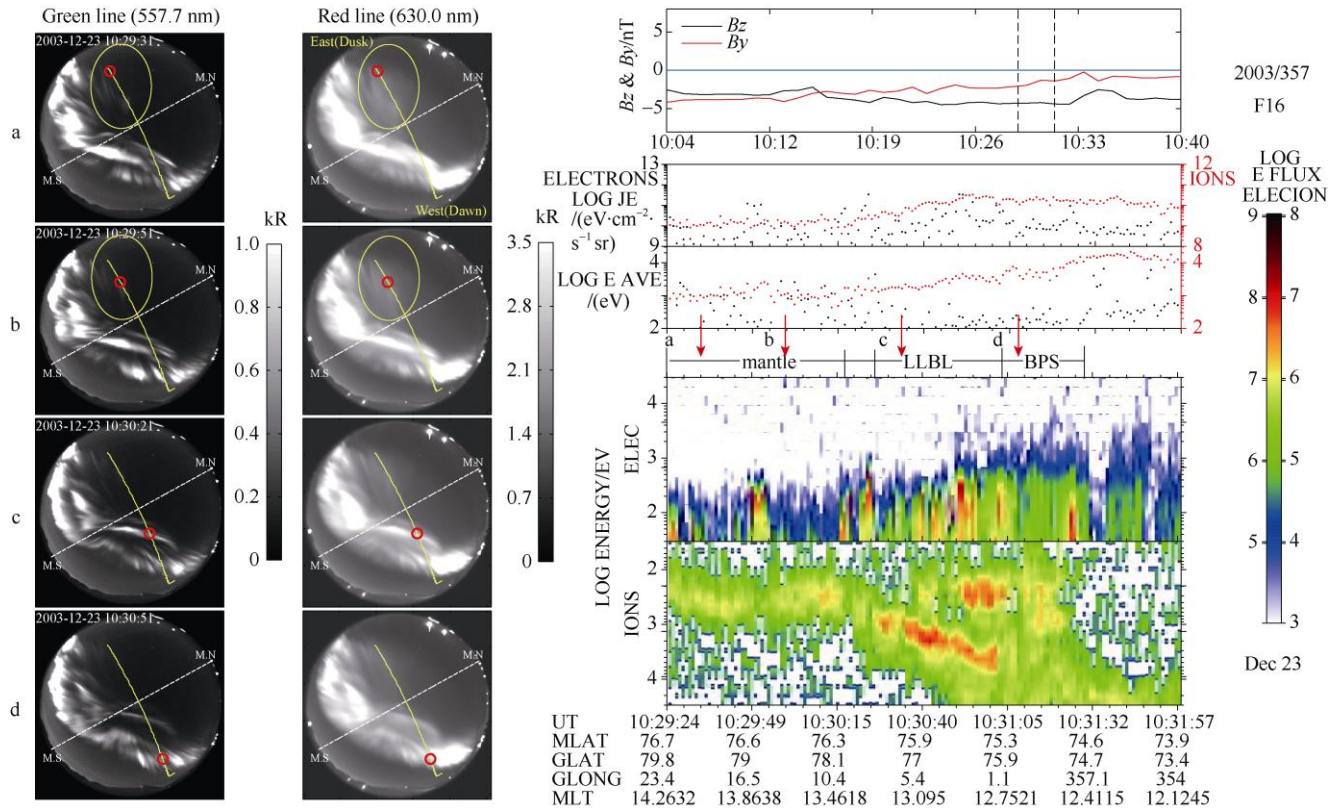 Green line (557.7 nm)
Red line (630.0 nm)
a
2003-12-23 10:29:31
M.N
M.S
East(Dusk)
M.N
M.S
West(Dawn)
b
2003-12-23 10:29:51
M.N
M.S
M.N
M.S
c
2003-12-23 10:30:21
M.N
M.S
M.N
M.S
d
2003-12-23 10:30:51
M.N
M.S
M.N
M.S
kR
1.0
0.8
0.6
0.4
0.2
0
kR
3.5
2.8
2.1
1.4
0.7
0
Bz & By/nT
5
0
−5
Bz
By
10:04 10:12 10:19 10:26 10:33 10:40
2003/357
F16
ELECTRONS
LOG JE
/(eV·cm−2
s−1 sr)
13
9
12
IONS
8
LOG E AVE
/(eV)
4
2
4
2
a b c d
mantle LLBL BPS
LOG ENERGY/EV
ELEC
4
3
2
IONS
2
3
4
LOG
E FLUX
ELECION
9 8
8 7
7 6
6 5
5 4
4 3
Dec 23
UT 10:29:24 10:29:49 10:30:15 10:30:40 10:31:05 10:31:32 10:31:57
MLAT 76.7 76.6 76.3 75.9 75.3 74.6 73.9
GLAT 79.8 79 78.1 77 75.9 74.7 73.4
GLONG 23.4 16.5 10.4 5.4 1.1 357.1 354
MLT 14.2632 13.8638 13.4618 13.095 12.7521 12.4115 12.1245